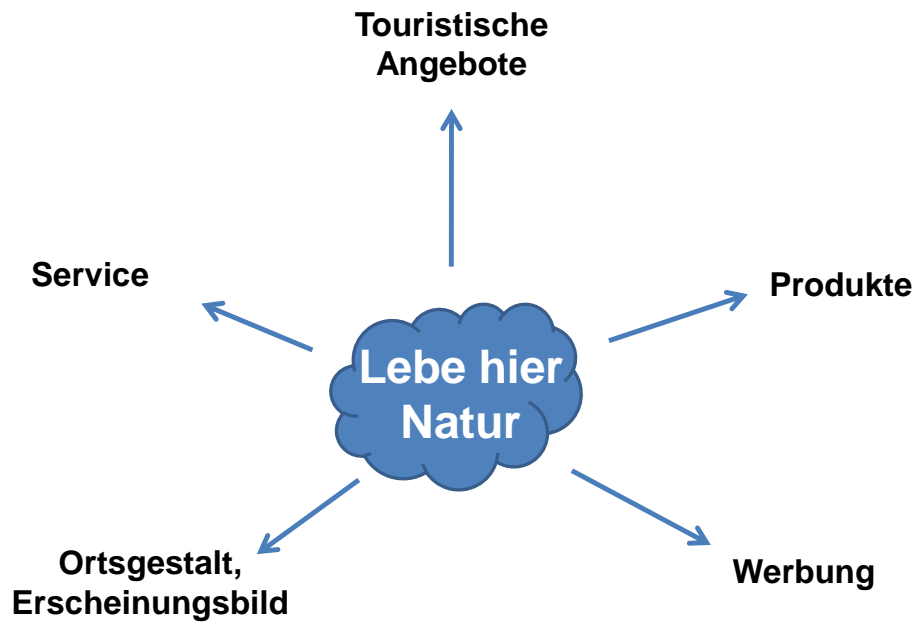 Touristische
Angebote
Service
Produkte
Lebe hier
Natur
Ortsgestalt,
Erscheinungsbild
Werbung